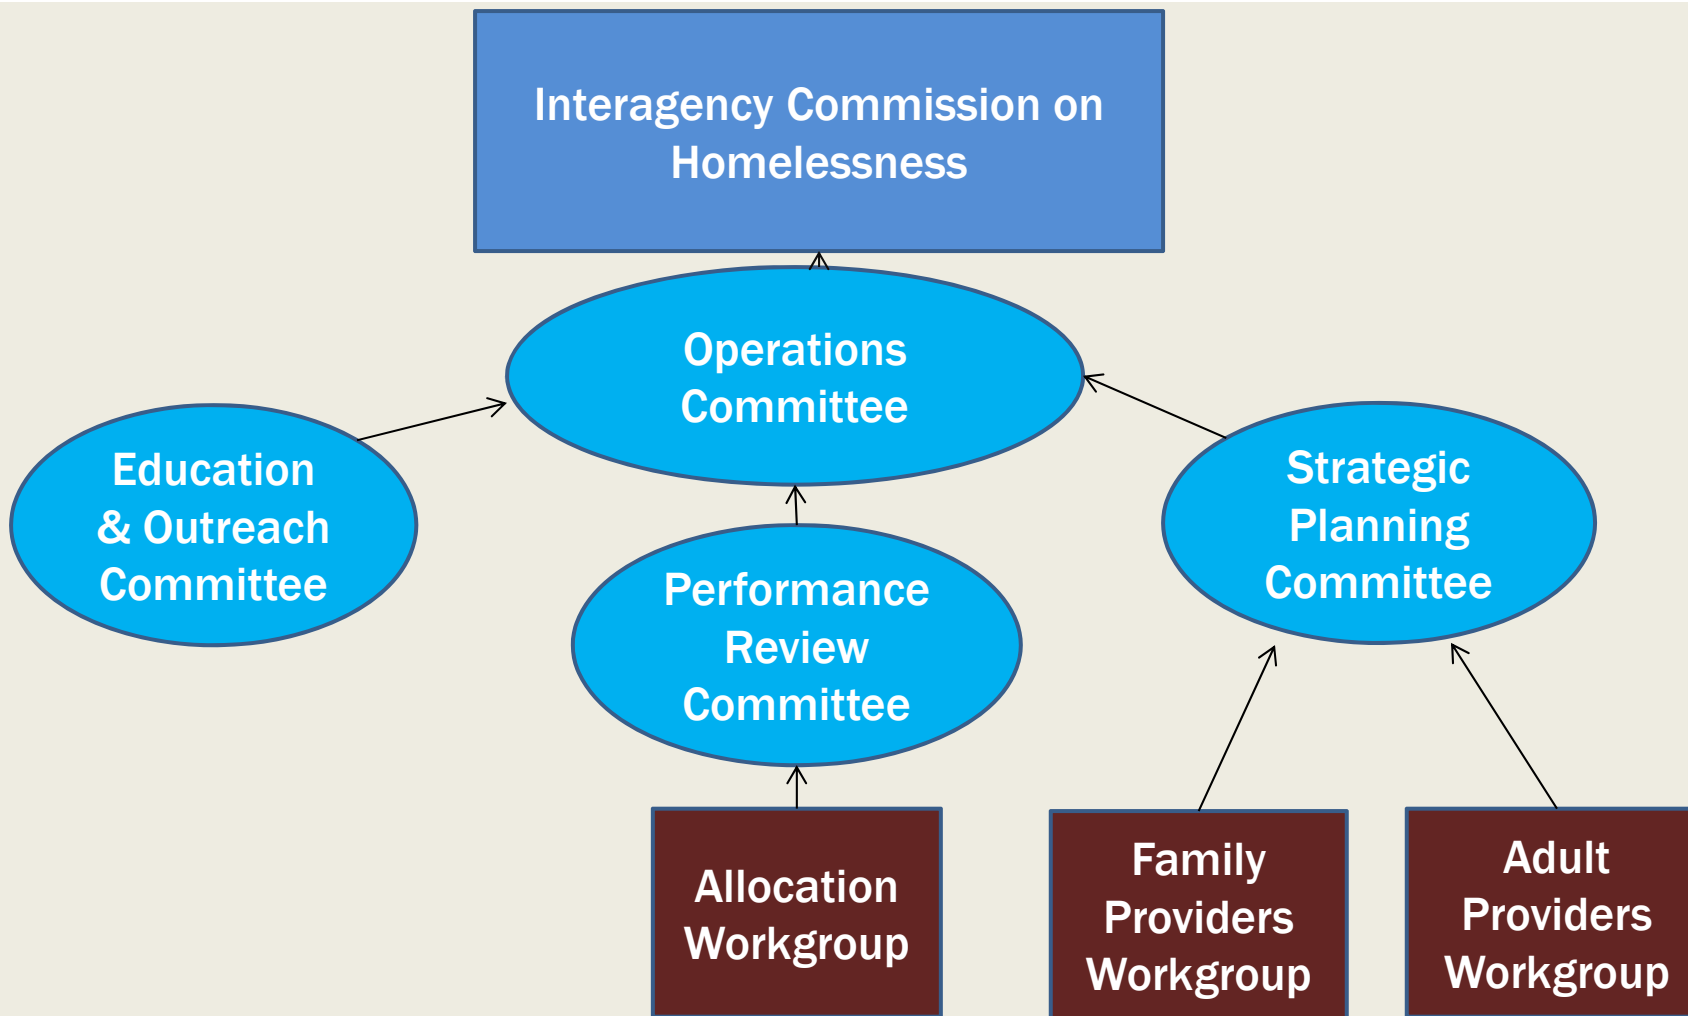 Interagency Commission on
Homelessness
Operations
Committee
Education
& Outreach
Committee
Strategic
Planning
Committee
Performance
Review
Committee
Allocation
Workgroup
Family
Providers
Workgroup
Adult
Providers
Workgroup